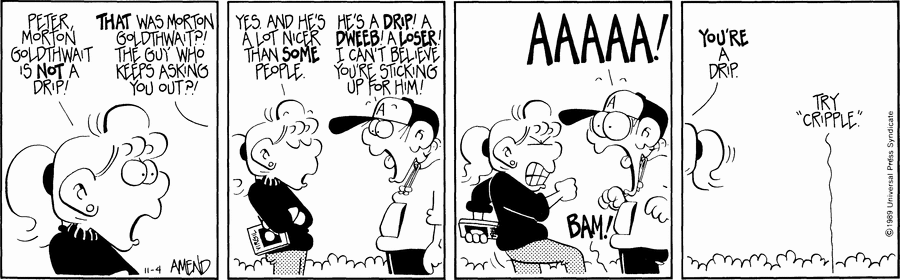 PETER,
MORTON
GOLDTHWAIT
IS NOT A
DRIP!
THAT WAS MORTON
GOLDTHWAIT?!
THE GUY WHO
KEEPS ASKING
YOU OUT?!
11-4 AMEND
YES. AND HE'S
A LOT NICER
THAN SOME
PEOPLE.
HE'S A DRIP! A
DWEEB! A LOSER!
I CAN'T BELIEVE
YOU'RE STICKING
UP FOR HIM!
A
AAAAA!
A
BAM!
YOU'RE
A
DRIP.
TRY
"CRIPPLE."
© 1989 Universal Press Syndicate